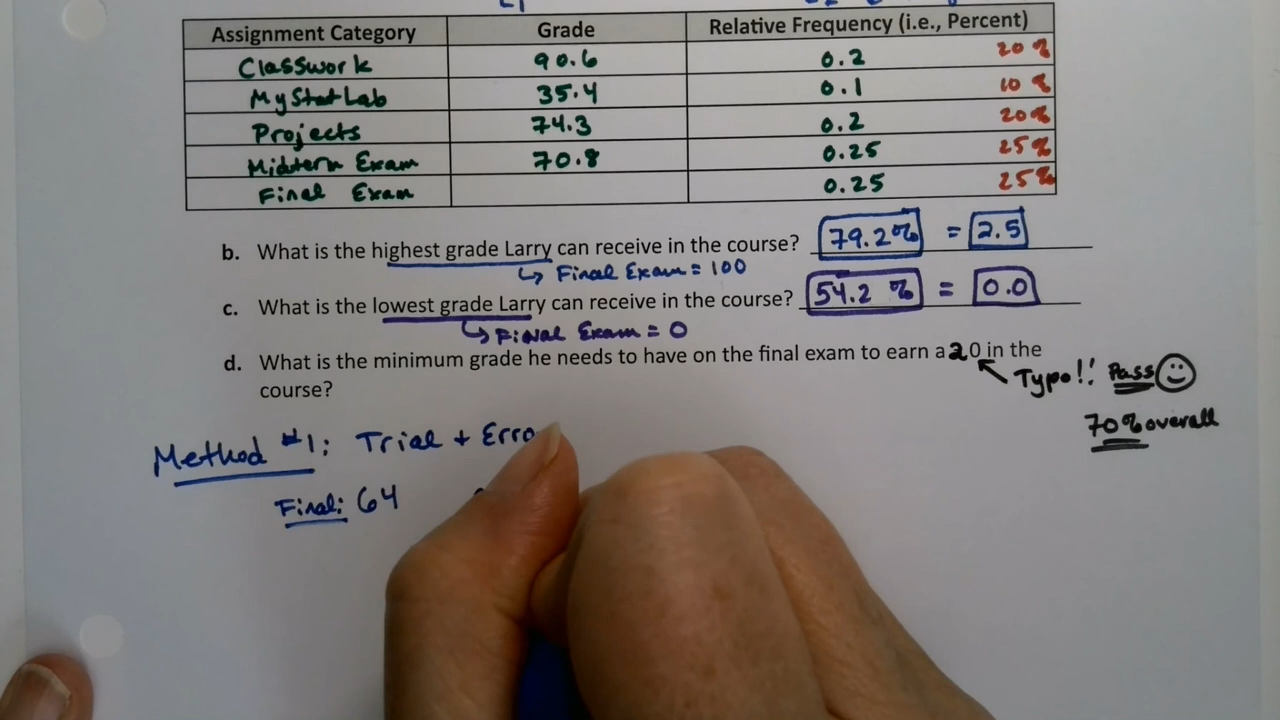 Assignment Category Grade Relative Frequency (i.e., Percent)
Classwork 90.6 0.2 20%
MyStatLab 35.4 0.1 10%
Projects 74.3 0.2 20%
Midterm Exam 70.8 0.25 25%
Final Exam 0.25 25%
b. What is the highest grade Larry can receive in the course? 79.2% = 2.5
↳ Final Exam = 100
c. What is the lowest grade Larry can receive in the course? 54.2 % = 0.0
↳ Final Exam = 0
d. What is the minimum grade he needs to have on the final exam to earn a 2.0 in the
course?
Typo!! Pass
70% overall
Method #1: Trial + Erro
Final: 64